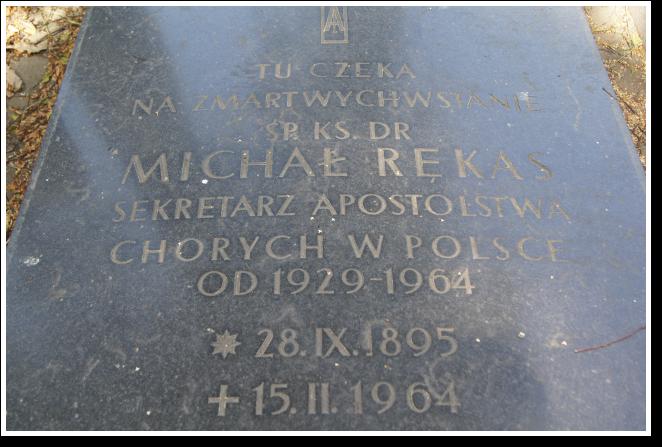 TU CZEKA
NA ZMARTWYCHWSTANIE
ŚP. KS. DR
MICHAŁ RĘKAS
SEKRETARZ APOSTOLSTWA
CHORYCH W POLSCE
OD 1929-1964
* 28.IX.1895
+ 15.II.1964